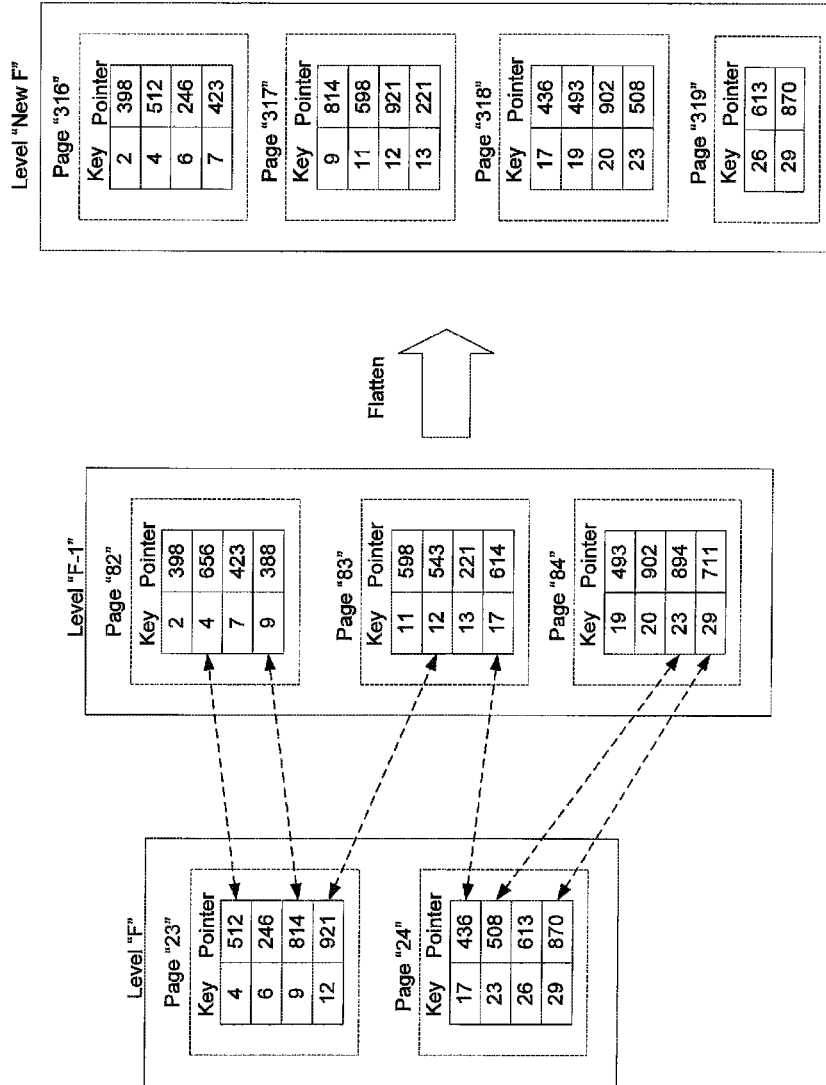 Level "F"
Page "23"
Key Pointer
4 512
6 246
9 814
12 921
Page "24"
Key Pointer
17 436
23 508
26 613
29 870
Level "F-1"
Page "82"
Key Pointer
2 398
4 656
7 423
9 388
Page "83"
Key Pointer
11 598
12 543
13 221
17 614
Page "84"
Key Pointer
19 493
20 902
23 894
29 711
Flatten
Level "New F"
Page "316"
Key Pointer
2 398
4 512
6 246
7 423
Page "317"
Key Pointer
9 814
11 598
12 921
13 221
Page "318"
Key Pointer
17 436
19 493
20 902
23 508
Page "319"
Key Pointer
26 613
29 870